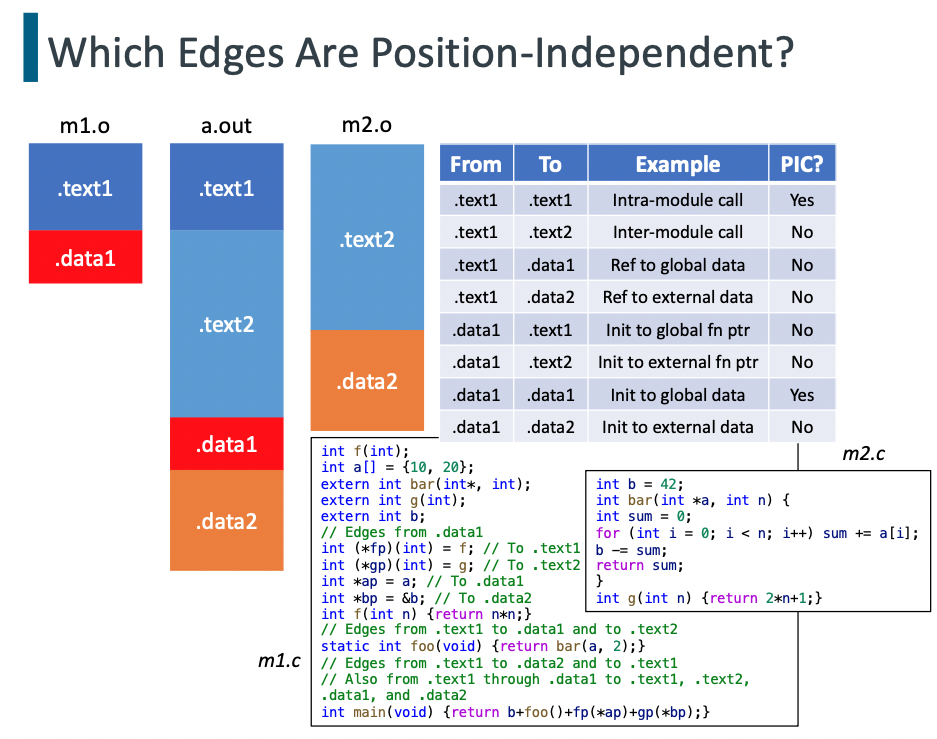 Which Edges Are Position-Independent?
m1.o
a.out
m2.o
.text1
.data1
.text1
.text2
.data1
.data2
.text2
.data2
From To Example PIC?
.text1 .text1 Intra-module call Yes
.text1 .text2 Inter-module call No
.text1 .data1 Ref to global data No
.text1 .data2 Ref to external data No
.data1 .text1 Init to global fn ptr No
.data1 .text2 Init to external fn ptr No
.data1 .data1 Init to global data Yes
.data1 .data2 Init to external data No
int f(int);
int a[] = {10, 20};
extern int bar(int*, int);
extern int g(int);
extern int b;
// Edges from .data1
int (*fp)(int) = f; // To .text1
int (*gp)(int) = g; // To .text2
int *ap = a; // To .data1
int *bp = &b; // To .data2
int f(int n) {return n*n;}
// Edges from .text1 to .data1 and to .text2
static int foo(void) {return bar(a, 2);}
// Edges from .text1 to .data2 and to .text1
// Also from .text1 through .data1 to .text1, .text2,
.data1, and .data2
int main(void) {return b+foo()+fp(*ap)+gp(*bp);}
m1.c
m2.c
int b = 42;
int bar(int *a, int n) {
int sum = 0;
for (int i = 0; i < n; i++) sum += a[i];
b -= sum;
return sum;
}
int g(int n) {return 2*n+1;}